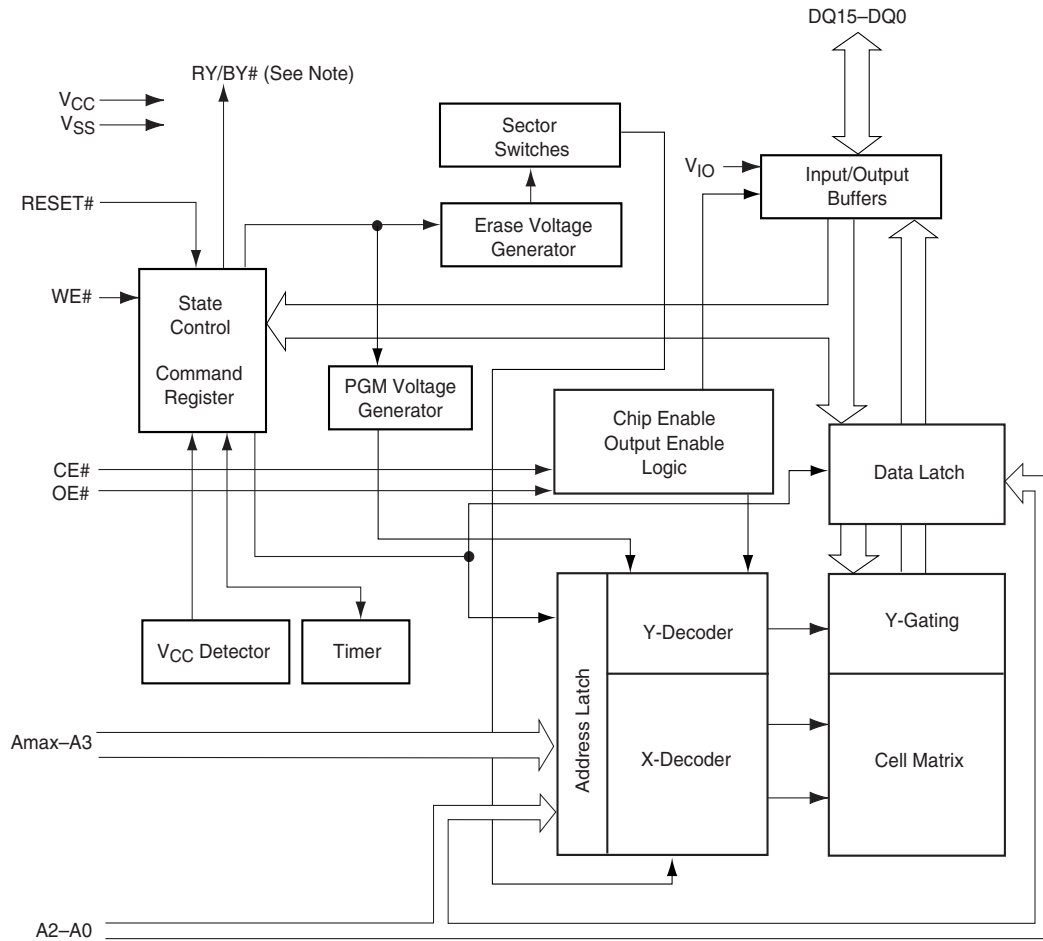 DQ15–DQ0
RY/BY# (See Note)
VCC
VSS
Sector
Switches
VIO
Input/Output
Buffers
RESET#
Erase Voltage
Generator
WE#
State
Control
Command
Register
PGM Voltage
Generator
Chip Enable
Output Enable
Logic
CE#
OE#
Data Latch
VCC Detector
Timer
Address Latch
Y-Decoder
Y-Gating
Amax–A3
X-Decoder
Cell Matrix
A2–A0